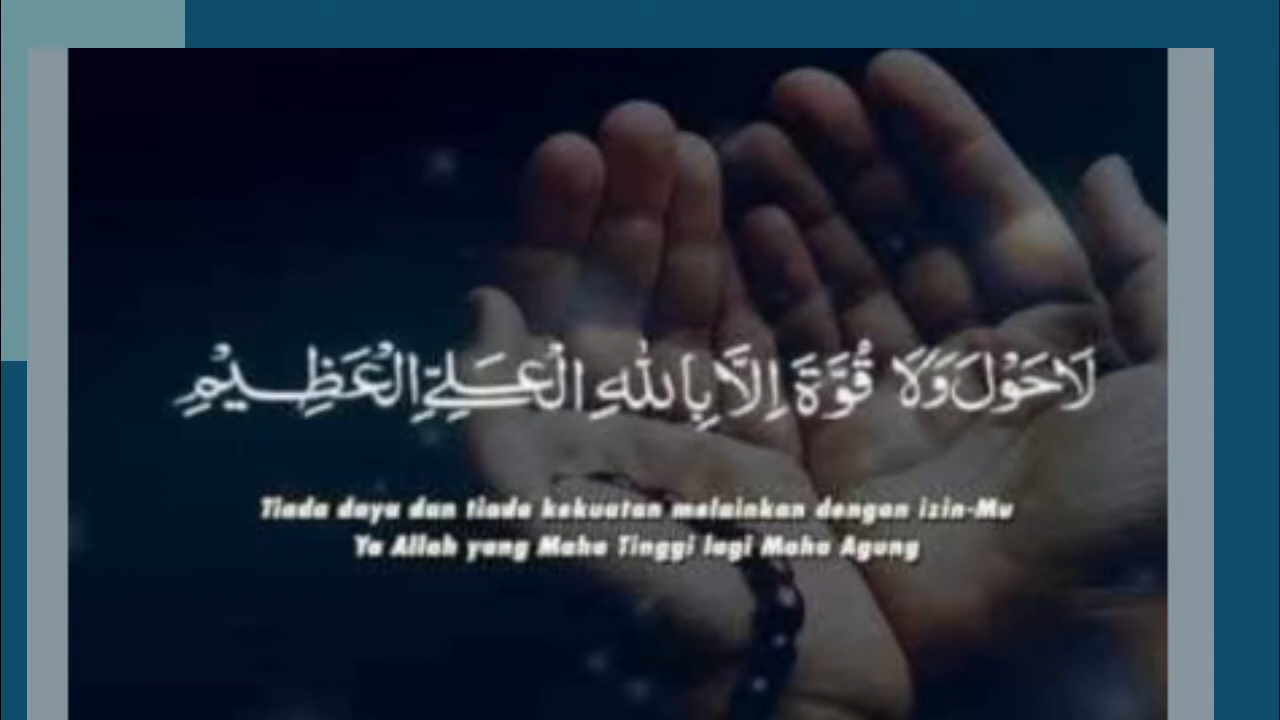 لَا حَوْلَ وَلَا قُوَّةَ إِلَّا بِاللهِ الْعَلِيِّ الْعَظِيْمِ
Tiada daya dan tiada kekuatan melainkan dengan izin-Mu
Ya Allah yang Maha Tinggi lagi Maha Agung